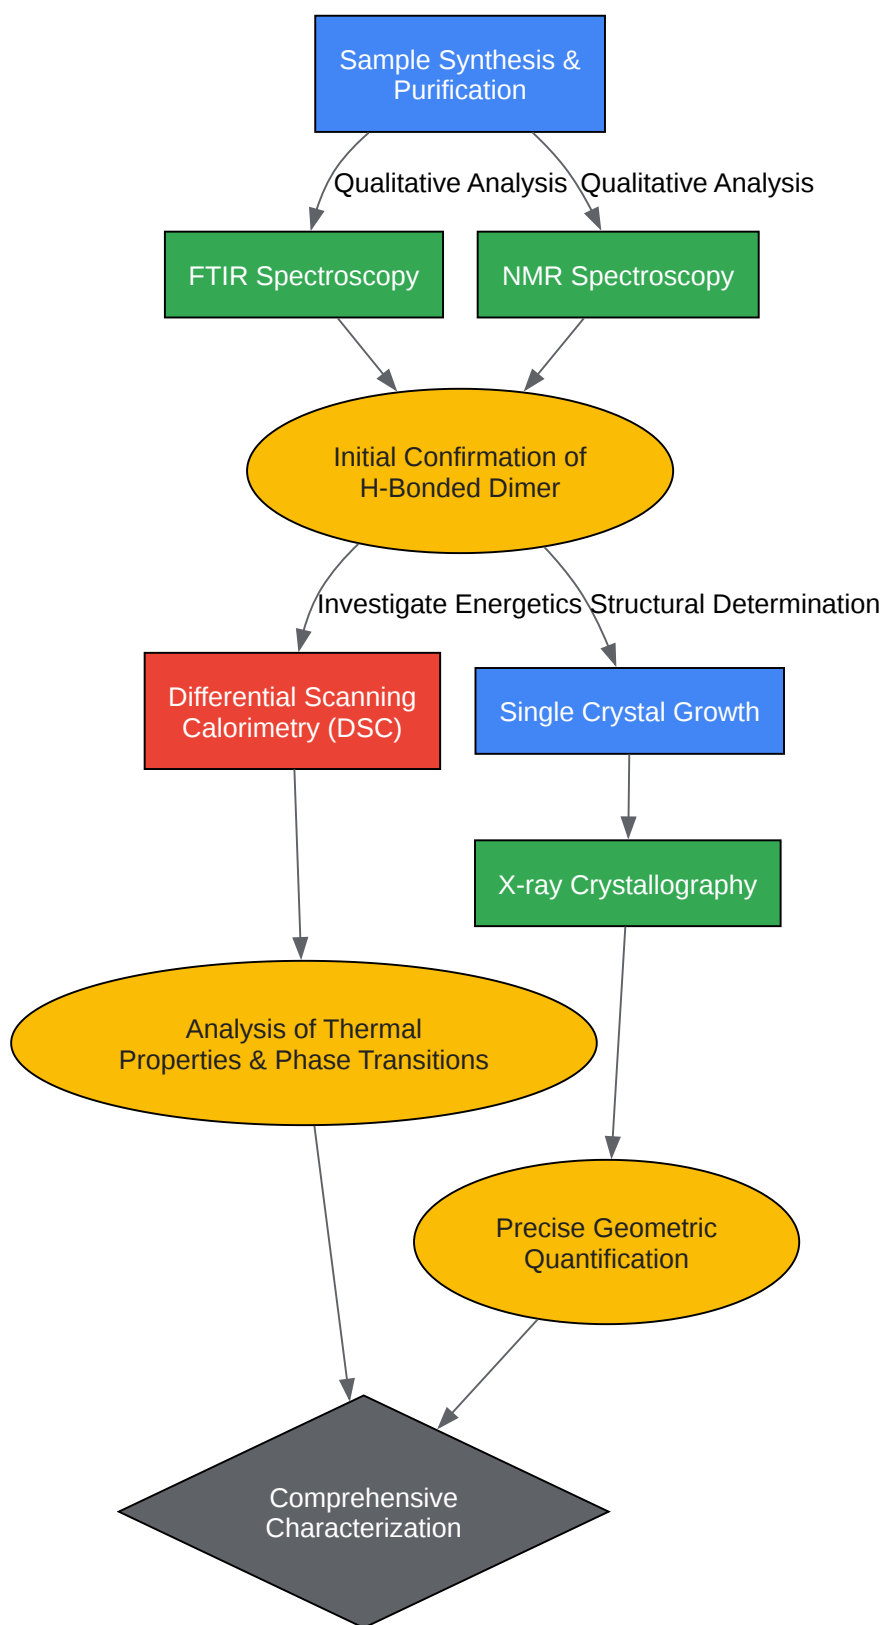 Sample Synthesis &
Purification
Qualitative Analysis
Qualitative Analysis
FTIR Spectroscopy
NMR Spectroscopy
Initial Confirmation of
H-Bonded Dimer
Investigate Energetics
Structural Determination
Differential Scanning
Calorimetry (DSC)
Single Crystal Growth
X-ray Crystallography
Analysis of Thermal
Properties & Phase Transitions
Precise Geometric
Quantification
Comprehensive
Characterization